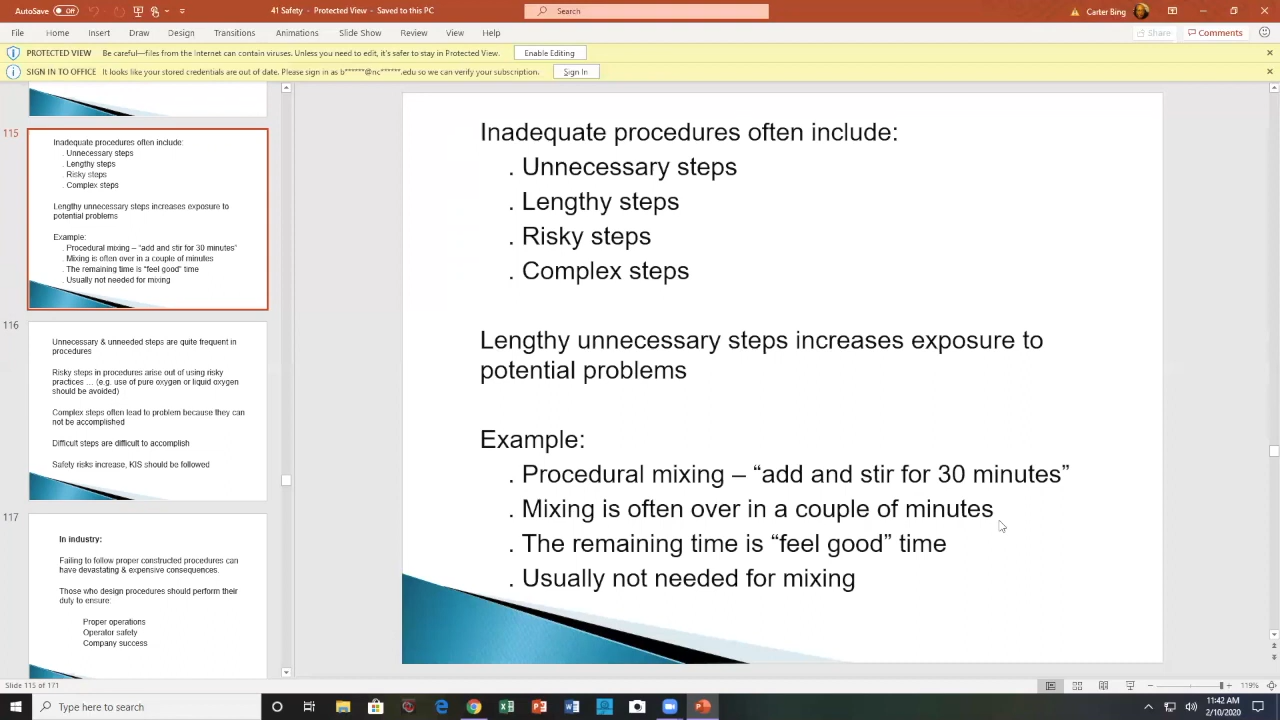 AutoSave Off
41 Safety - Protected View - Saved to this PC
Search
Carter Bing
File Home Insert Draw Design Transitions Animations Slide Show Review View Help
Share Comments
PROTECTED VIEW Be careful—files from the Internet can contain viruses. Unless you need to edit, it's safer to stay in Protected View. Enable Editing
SIGN IN TO OFFICE It looks like your stored credentials are out of date. Please sign in as b******@nc******.edu so we can verify your subscription. Sign In
115
Inadequate procedures often include:
. Unnecessary steps
. Lengthy steps
. Risky steps
. Complex steps
Lengthy unnecessary steps increases exposure to
potential problems
Example:
. Procedural mixing – “add and stir for 30 minutes”
. Mixing is often over in a couple of minutes
. The remaining time is “feel good” time
. Usually not needed for mixing
116
Unnecessary & unneeded steps are quite frequent in
procedures
Risky steps in procedures arise out of using risky
practices … (e.g. use of pure oxygen or liquid oxygen
should be avoided)
Complex steps often lead to problem because they can
not be accomplished
Difficult steps are difficult to accomplish
Safety risks increase, KIS should be followed
117
In industry:
Failing to follow proper constructed procedures can
have devastating & expensive consequences.
Those who design procedures should perform their
duty to ensure:
Proper operations
Operator safety
Company success
Inadequate procedures often include:
. Unnecessary steps
. Lengthy steps
. Risky steps
. Complex steps
Lengthy unnecessary steps increases exposure to
potential problems
Example:
. Procedural mixing – “add and stir for 30 minutes”
. Mixing is often over in a couple of minutes
. The remaining time is “feel good” time
. Usually not needed for mixing
Slide 115 of 171
119%
Type here to search
11:42 AM
2/10/2020